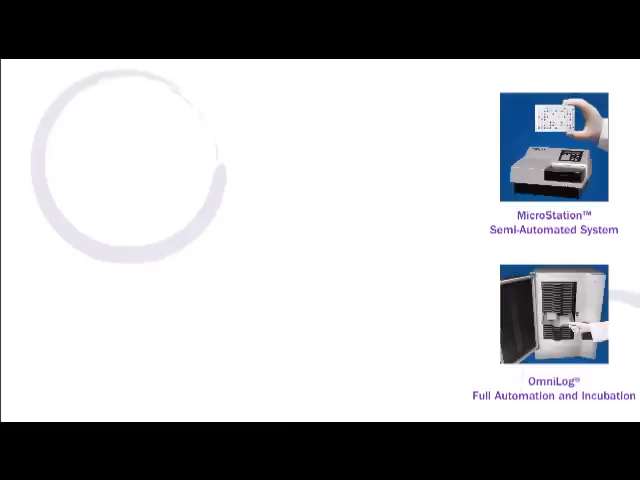 MicroStation™
Semi-Automated System
OmniLog®
Full Automation and Incubation